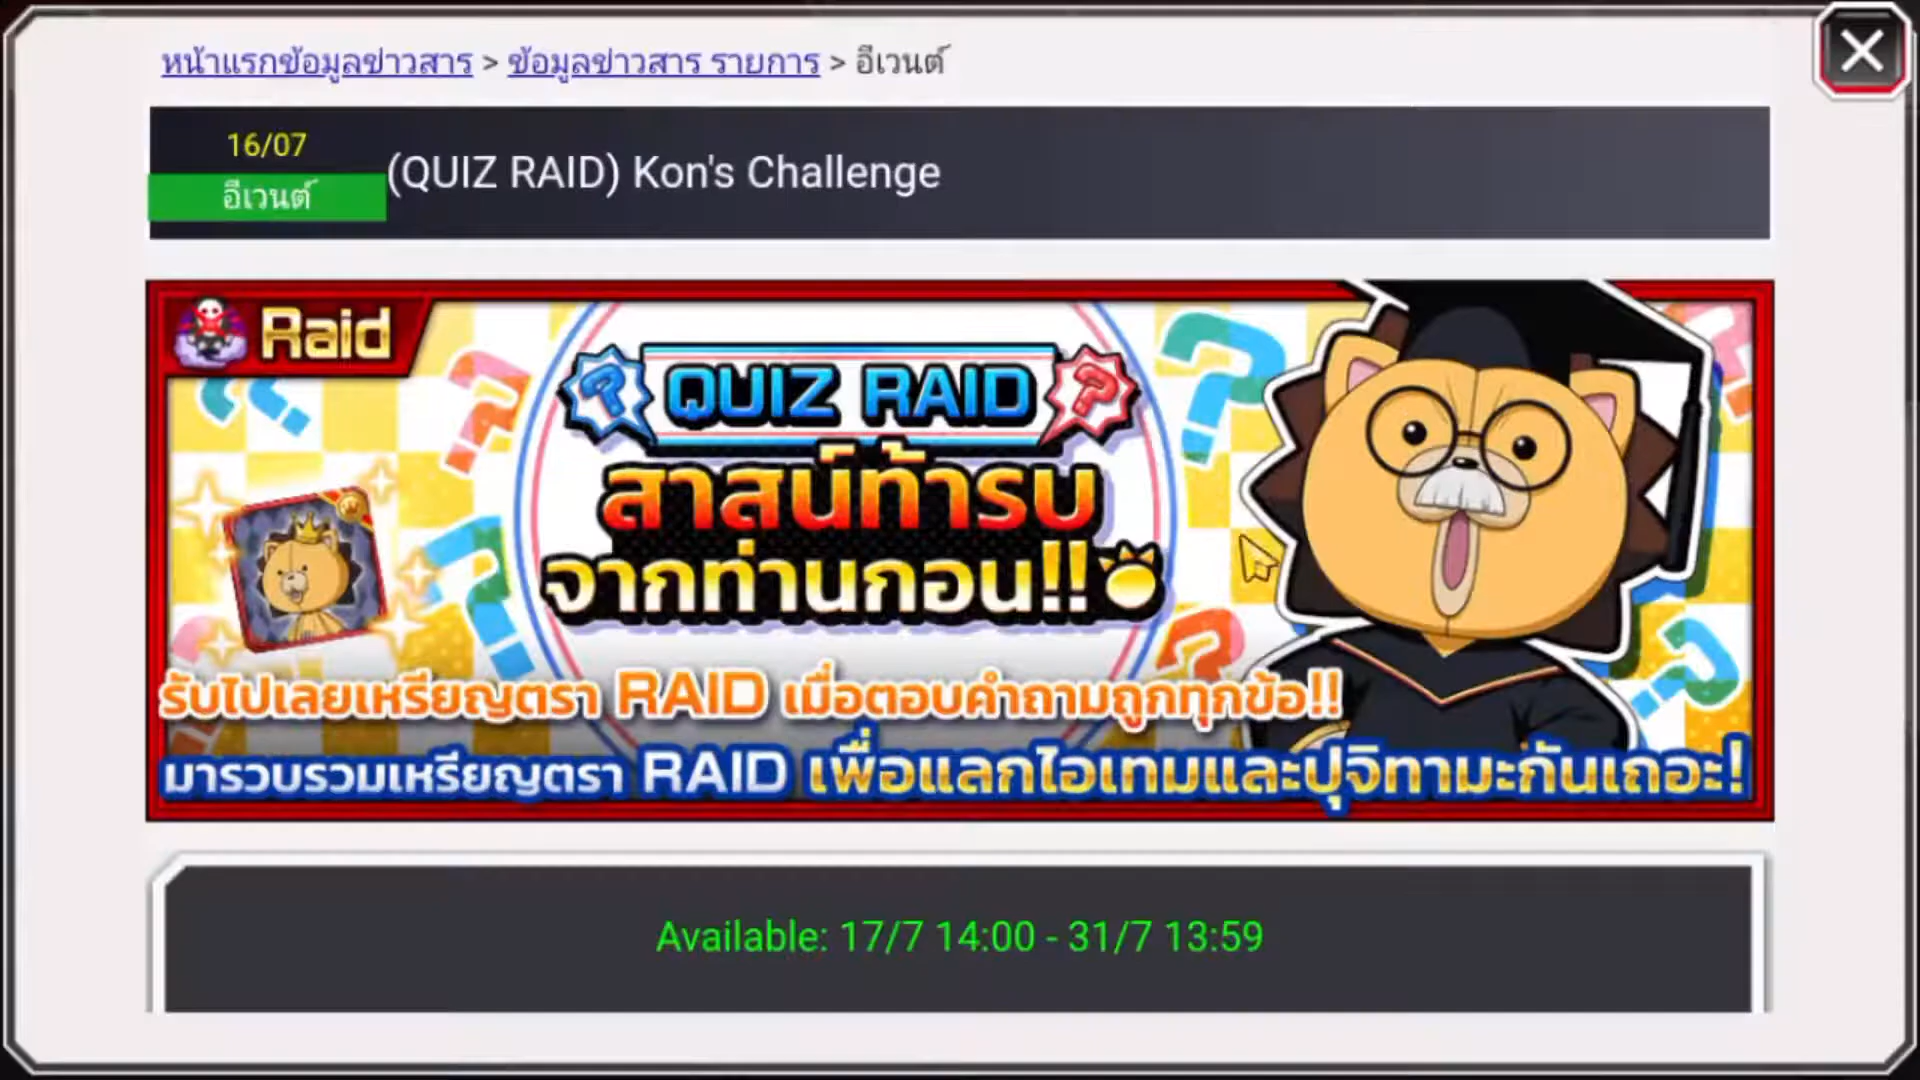 หน้าแรกข้อมูลข่าวสาร > ข้อมูลข่าวสาร รายการ > อีเวนต์
16/07
อีเวนต์
(QUIZ RAID) Kon's Challenge
Raid
? QUIZ RAID ?
สาสน์ท้ารบ
จากท่านกอน!!
รับไปเลยเหรียญตรา RAID เมื่อตอบคำถามถูกทุกข้อ!!
มารวบรวมเหรียญตรา RAID เพื่อแลกไอเทมและปุจิทามะกันเถอะ!
Available: 17/7 14:00 - 31/7 13:59